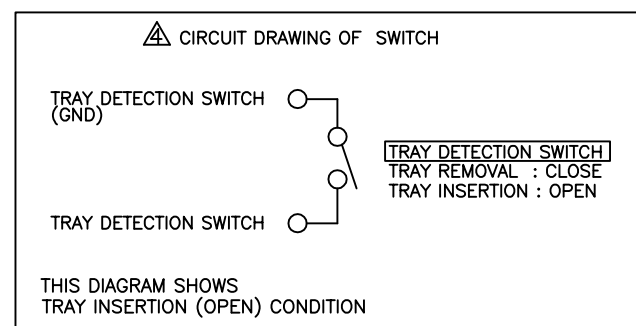 4 CIRCUIT DRAWING OF SWITCH
TRAY DETECTION SWITCH
(GND)
TRAY DETECTION SWITCH
TRAY REMOVAL : CLOSE
TRAY INSERTION : OPEN
TRAY DETECTION SWITCH
THIS DIAGRAM SHOWS
TRAY INSERTION (OPEN) CONDITION